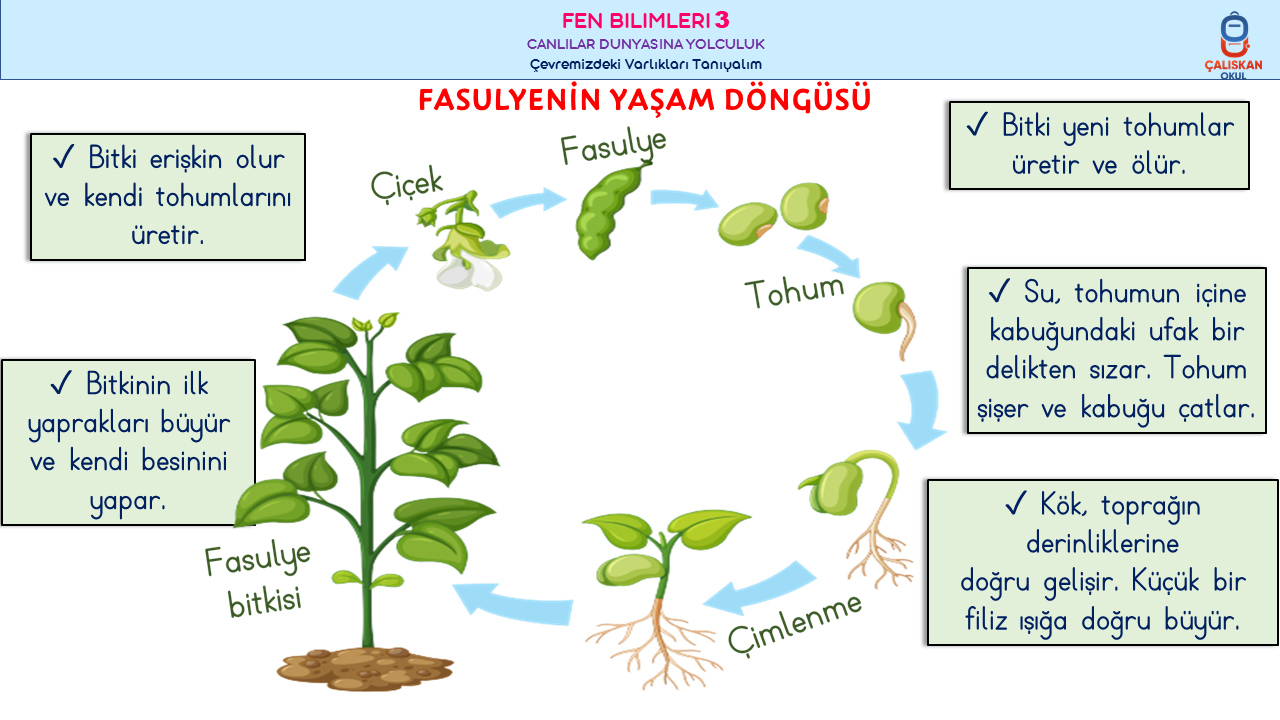 FEN BILIMLERI 3
CANLILAR DUNYASINA YOLCULUK
Çevremizdeki Varlıkları Tanıyalım
ÇALISKAN
OKUL
FASULYENİN YAŞAM DÖNGÜSÜ
✓ Bitki erişkin olur
ve kendi tohumlarını
üretir.
Çiçek
Fasulye
✓ Bitki yeni tohumlar
üretir ve ölür.
Tohum
✓ Su, tohumun içine
kabuğundaki ufak bir
delikten sızar. Tohum
şişer ve kabuğu çatlar.
✓ Bitkinin ilk
yaprakları büyür
ve kendi besinini
yapar.
✓ Kök, toprağın
derinliklerine
doğru gelişir. Küçük bir
filiz ışığa doğru büyür.
Fasulye
bitkisi
Çimlenme